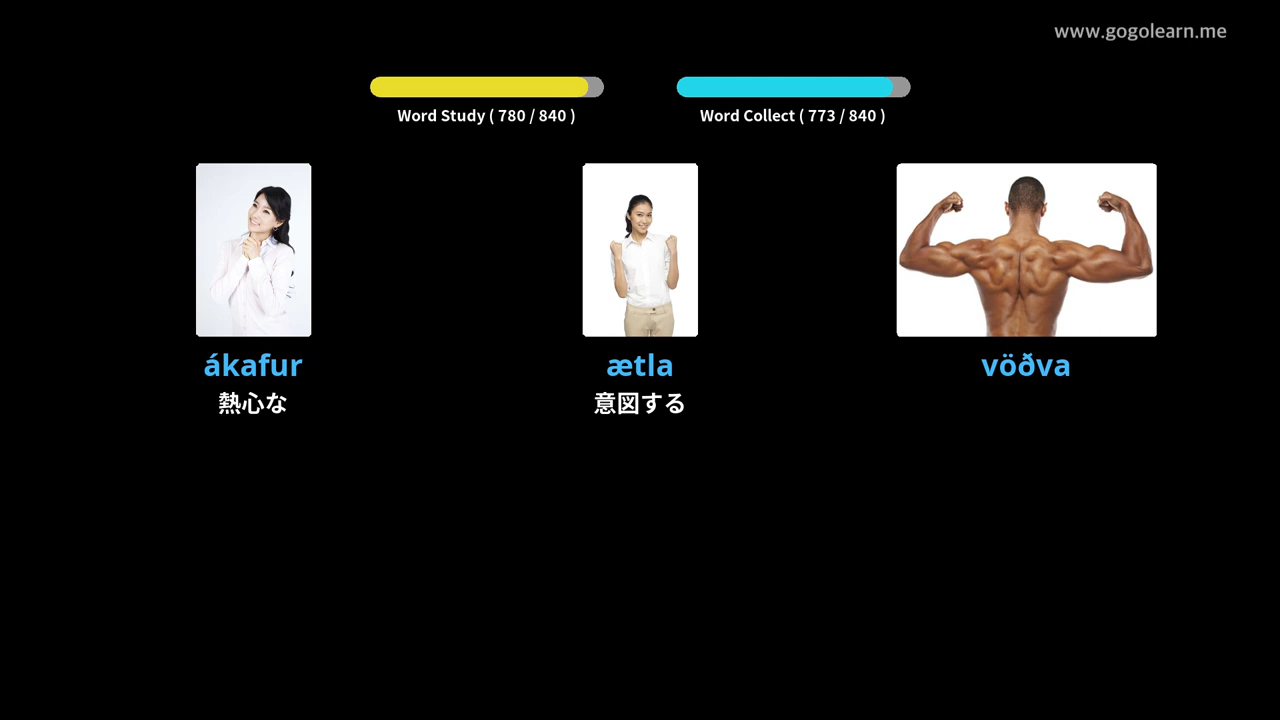 www.gogolearn.me
Word Study ( 780 / 840 )
Word Collect ( 773 / 840 )
ákafur
熱心な
ætla
意図する
vöðva